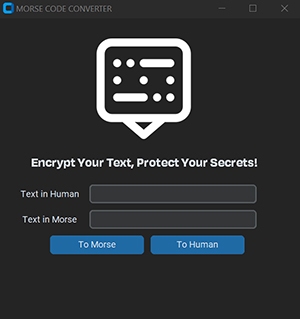 MORSE CODE CONVERTER
Encrypt Your Text, Protect Your Secrets!
Text in Human
Text in Morse
To Morse To Human